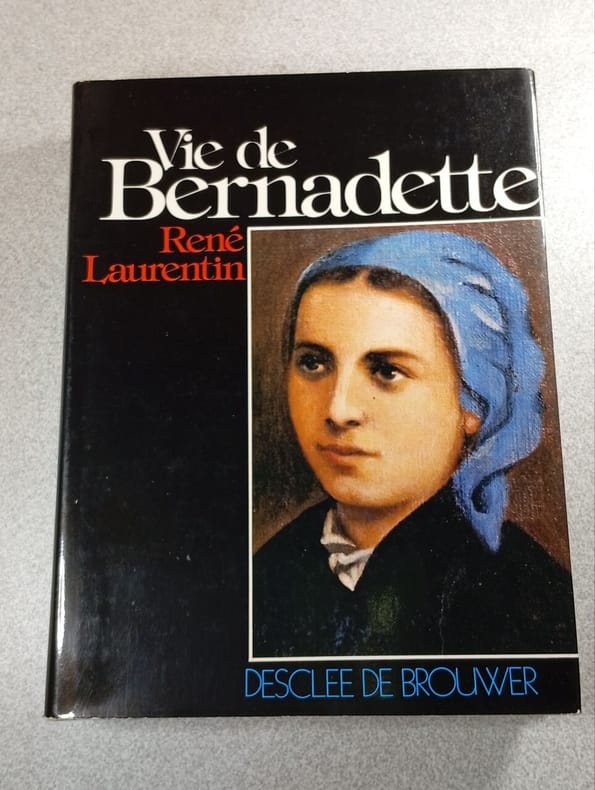 Vie de
Bernadette
René
Laurentin
DESCLEE DE BROUWER